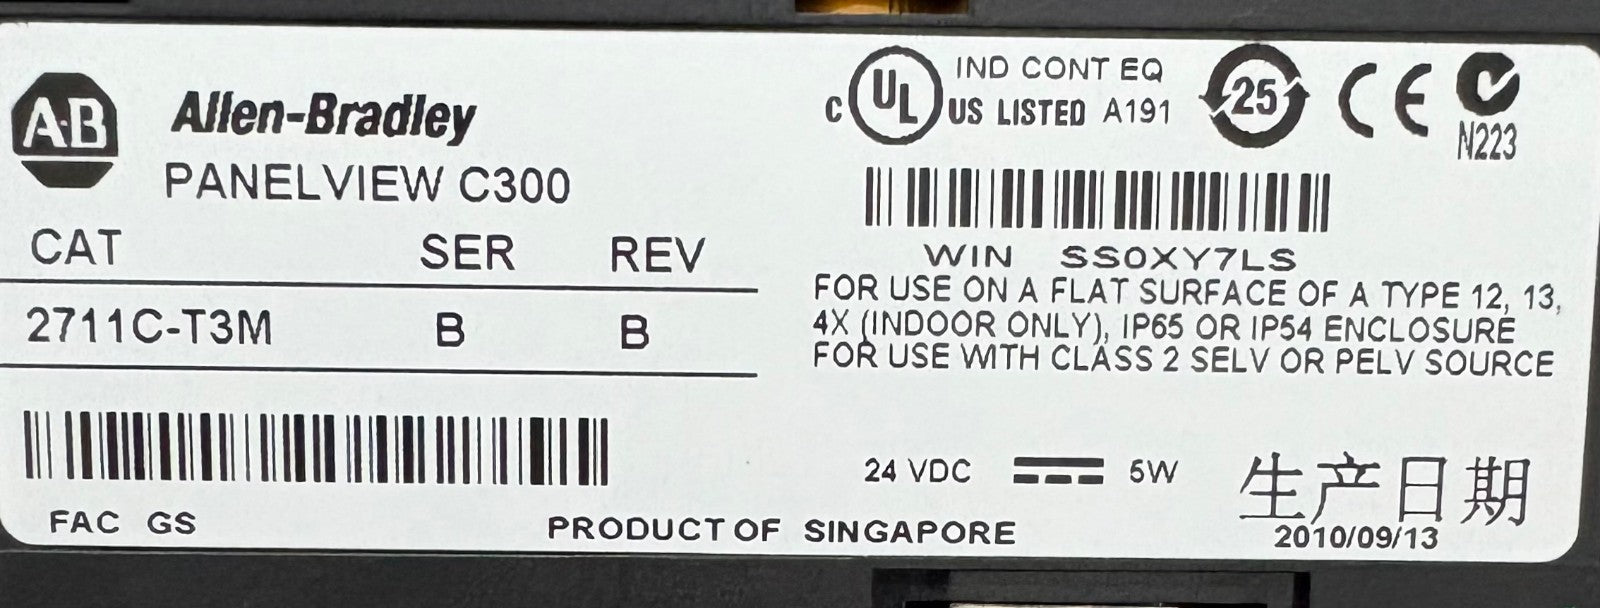 A·B Allen-Bradley
PANELVIEW C300
CAT SER REV
2711C-T3M B B
FAC GS
PRODUCT OF SINGAPORE
C UL US LISTED IND CONT EQ A191
25
CE
N223
WIN SS0XY7LS
FOR USE ON A FLAT SURFACE OF A TYPE 12, 13,
4X (INDOOR ONLY), IP65 OR IP54 ENCLOSURE
FOR USE WITH CLASS 2 SELV OR PELV SOURCE
24 VDC 5W
生产日期
2010/09/13